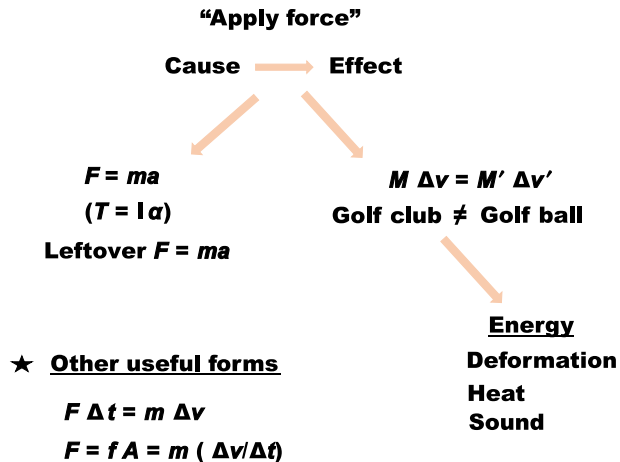 “Apply force”
Cause Effect
F = ma
(T = I α)
Leftover F = ma
M Δv = M′ Δv′
Golf club ≠ Golf ball
Energy
Deformation
Heat
Sound
★ Other useful forms
F Δt = m Δv
F = f A = m ( Δv/Δt)